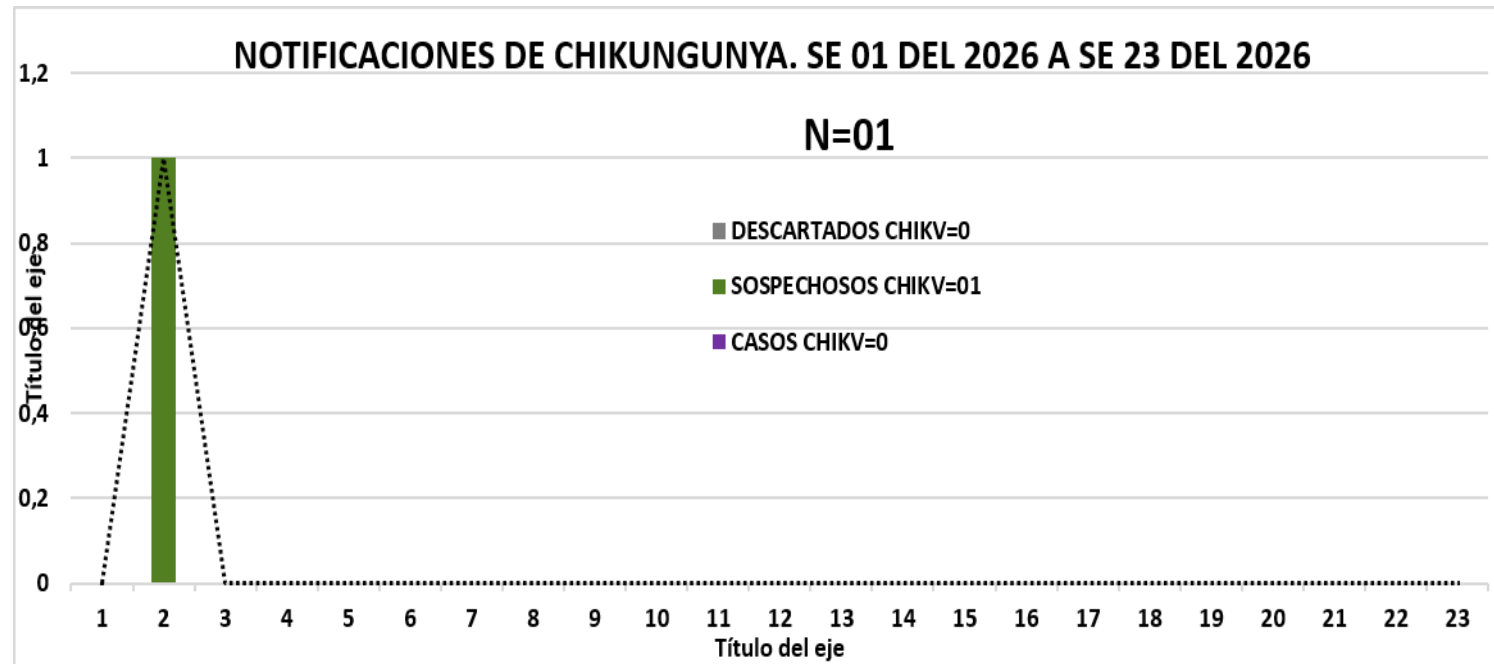 NOTIFICACIONES DE CHIKUNGUNYA. SE 01 DEL 2026 A SE 23 DEL 2026
N=01
DESCARTADOS CHIKV=0
SOSPECHOSOS CHIKV=01
CASOS CHIKV=0
Título del eje
1,2
1
0,8
0,6
0,4
0,2
0
1 2 3 4 5 6 7 8 9 10 11 12 13 14 15 16 17 18 19 20 21 22 23
Título del eje